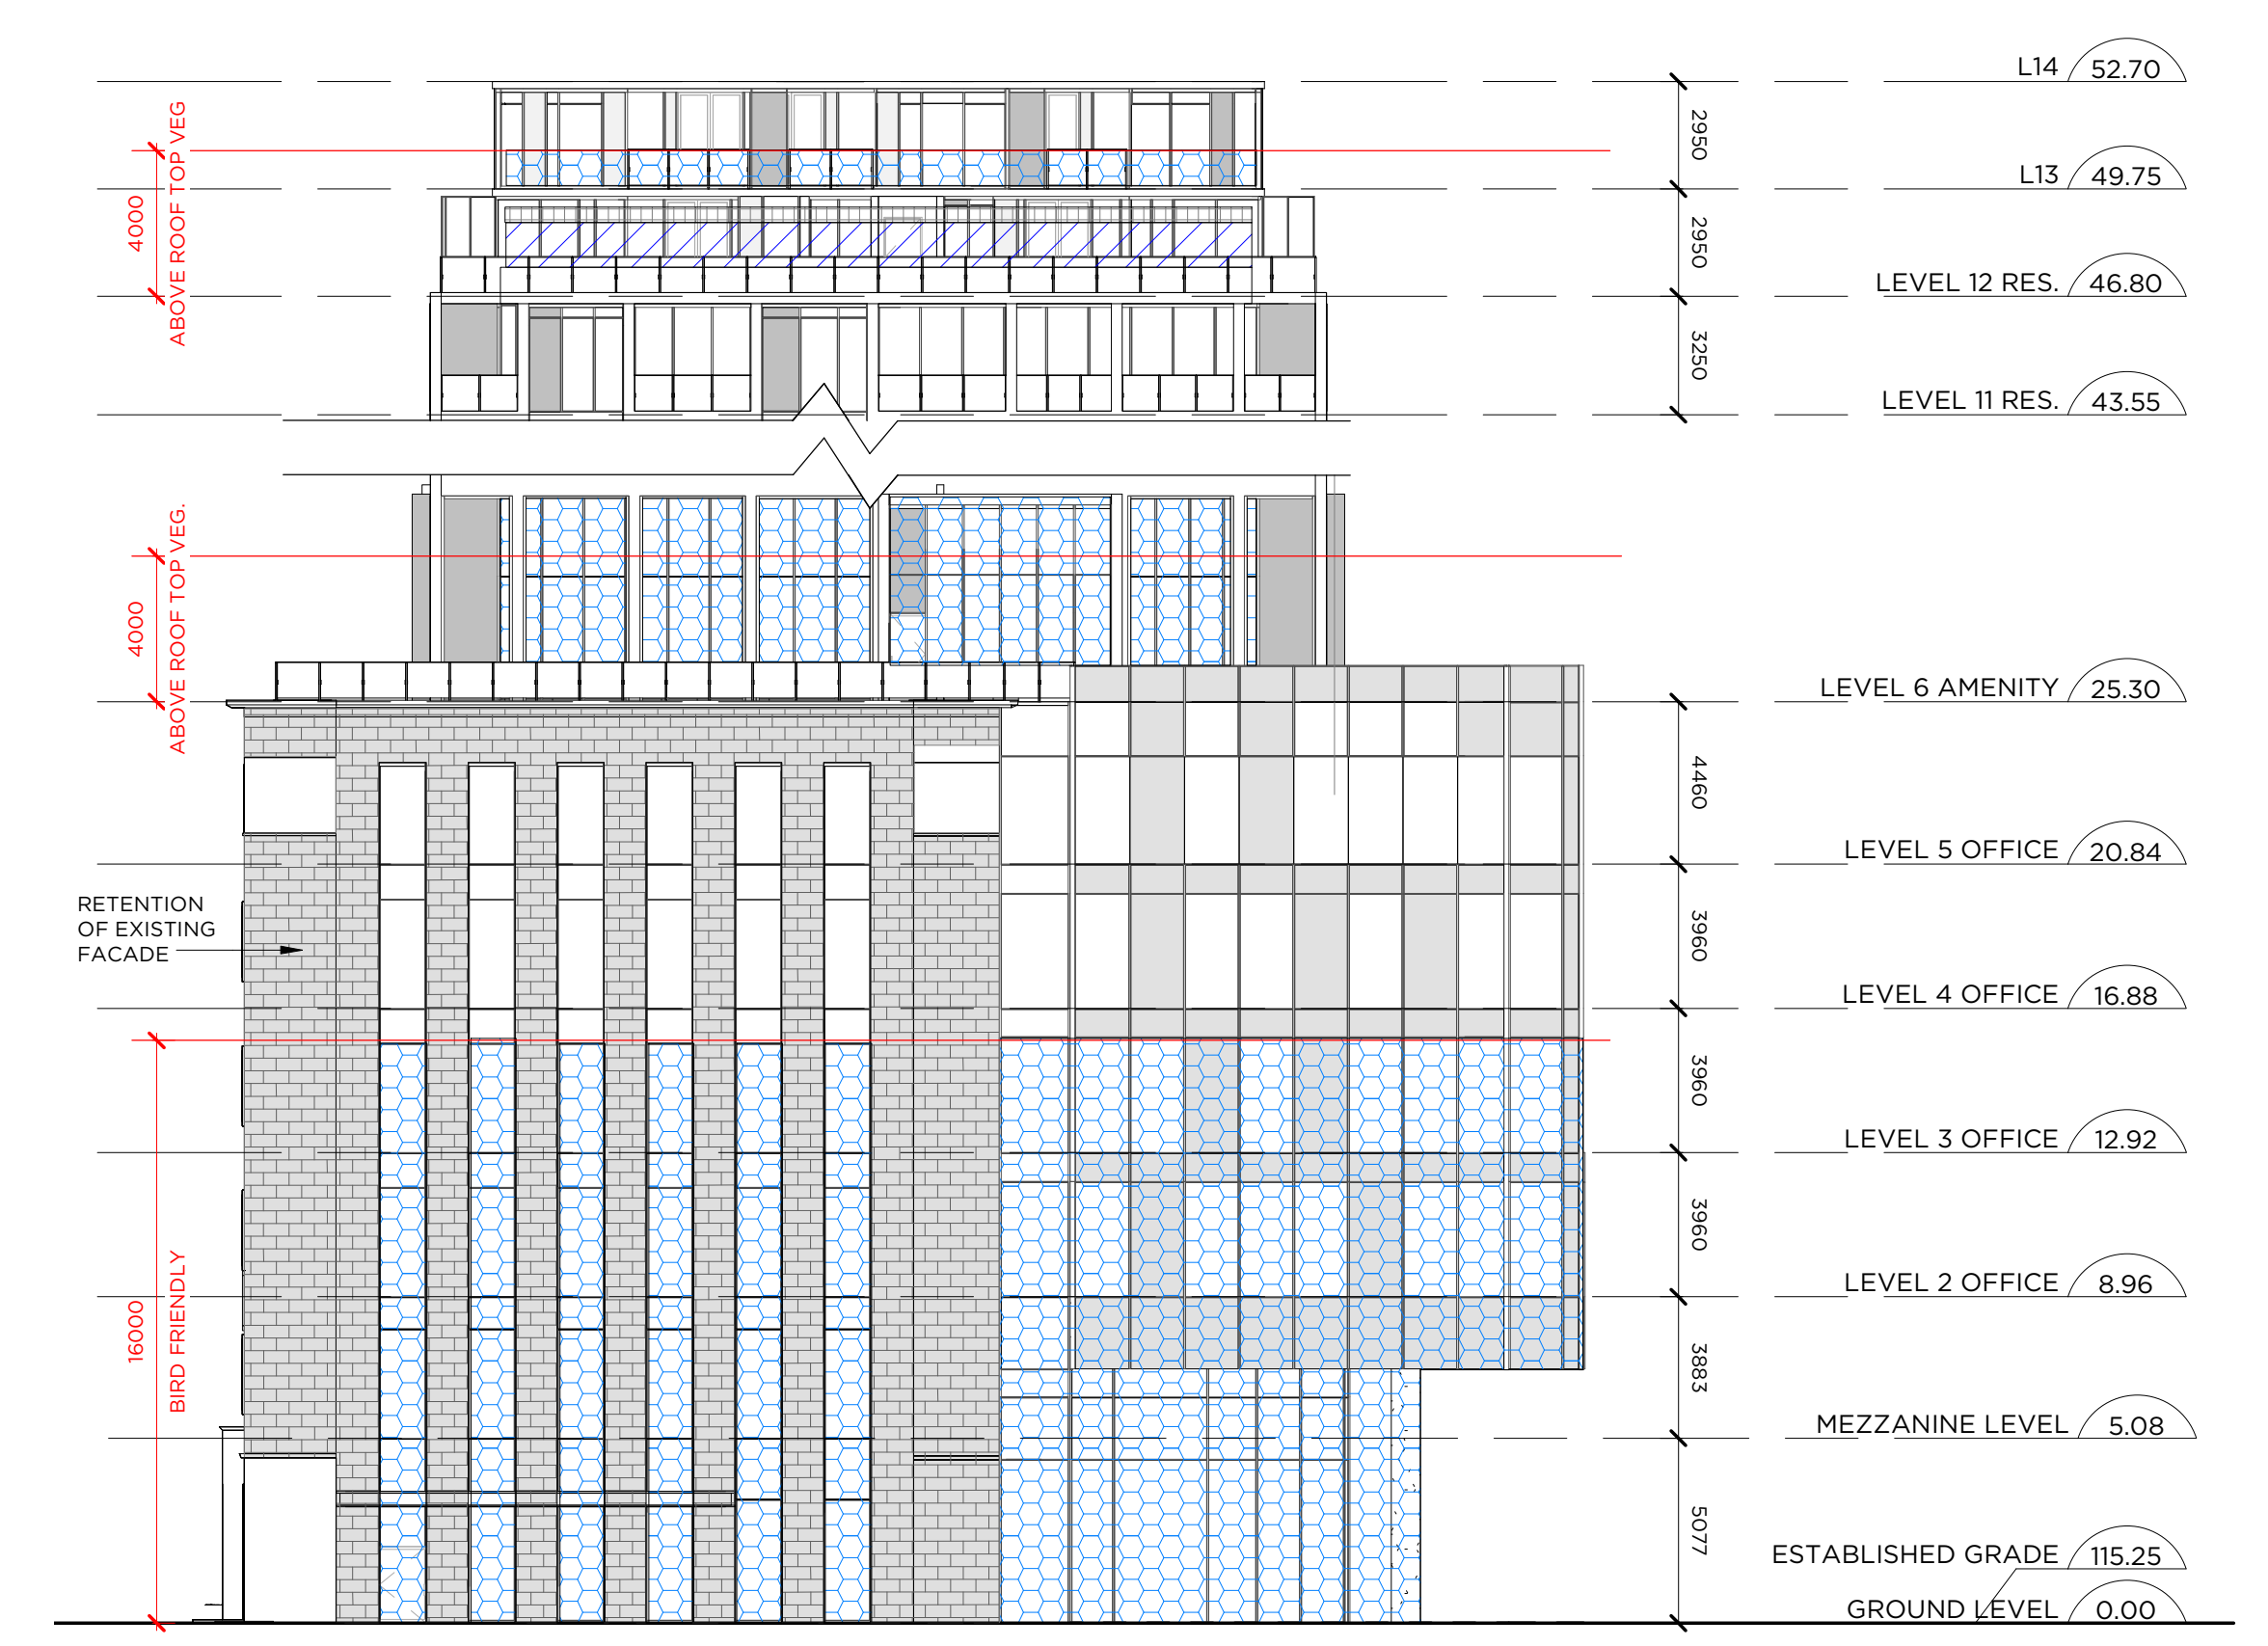 L14 52.70
2950
ABOVE ROOF TOP VEG
4000
L13 49.75
2950
LEVEL 12 RES. 46.80
3250
LEVEL 11 RES. 43.55
ABOVE ROOF TOP VEG.
4000
LEVEL 6 AMENITY 25.30
4460
LEVEL 5 OFFICE 20.84
RETENTION
OF EXISTING
FACADE
3960
LEVEL 4 OFFICE 16.88
3960
LEVEL 3 OFFICE 12.92
3960
LEVEL 2 OFFICE 8.96
BIRD FRIENDLY
16000
3883
MEZZANINE LEVEL 5.08
5077
ESTABLISHED GRADE 115.25
GROUND LEVEL 0.00